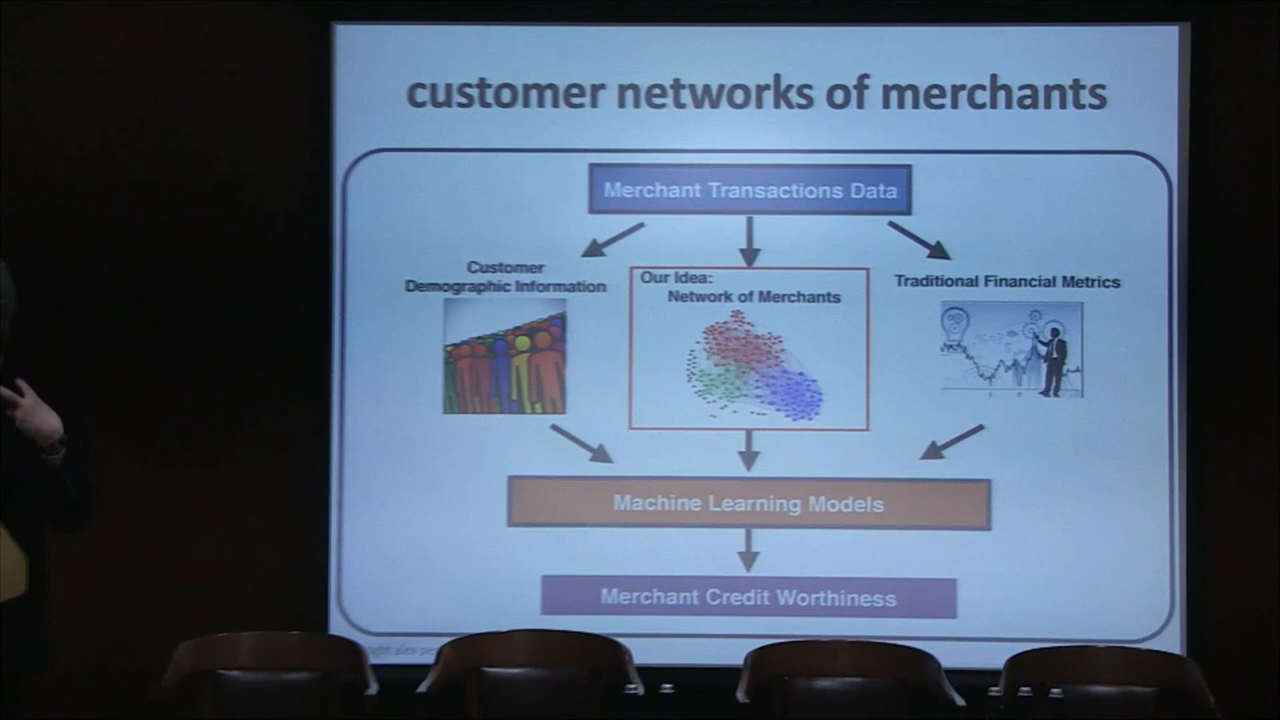 customer networks of merchants
Merchant Transactions Data
Customer
Demographic Information
Our Idea:
Network of Merchants
Traditional Financial Metrics
Machine Learning Models
Merchant Credit Worthiness
alex